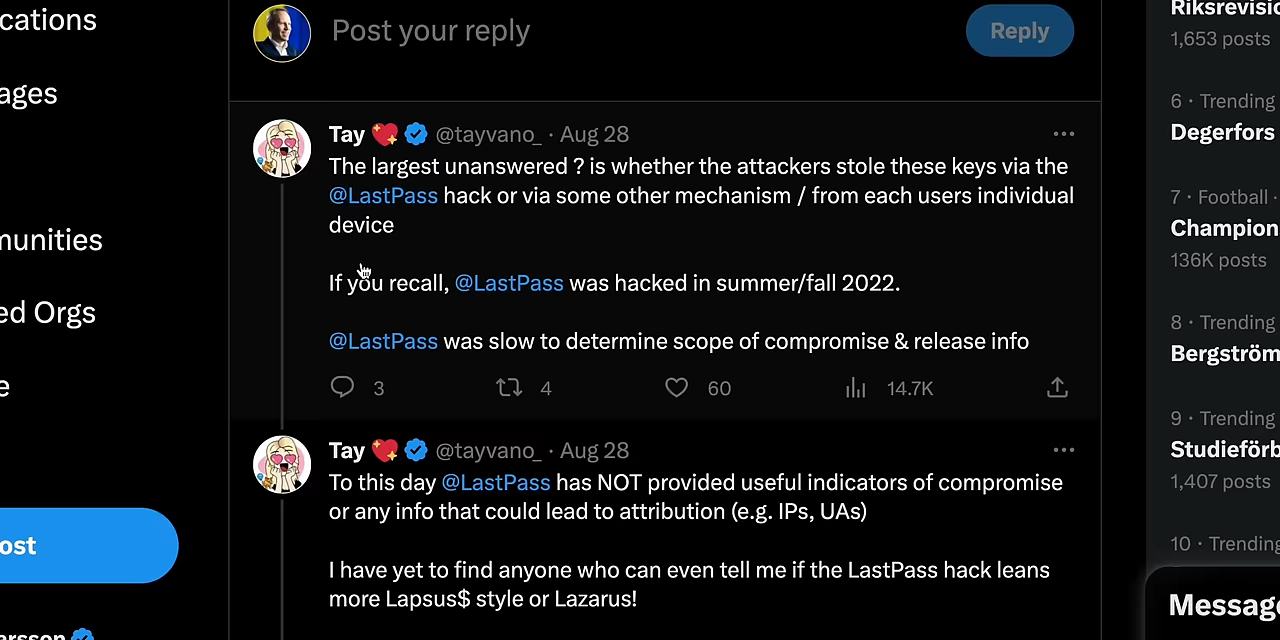 cations
ages
munities
ed Orgs
e
ost
arsson
Post your reply
Reply
Tay @tayvano_ · Aug 28
The largest unanswered ? is whether the attackers stole these keys via the
@LastPass hack or via some other mechanism / from each users individual
device
If you recall, @LastPass was hacked in summer/fall 2022.
@LastPass was slow to determine scope of compromise & release info
3 4 60 14.7K
Tay @tayvano_ · Aug 28
To this day @LastPass has NOT provided useful indicators of compromise
or any info that could lead to attribution (e.g. IPs, UAs)
I have yet to find anyone who can even tell me if the LastPass hack leans
more Lapsus$ style or Lazarus!
Riksrevisio
1,653 posts
6 · Trending
Degerfors
7 · Football ·
Champion
136K posts
8 · Trending
Bergström
9 · Trending
Studieförb
1,407 posts
10 · Trending
Message